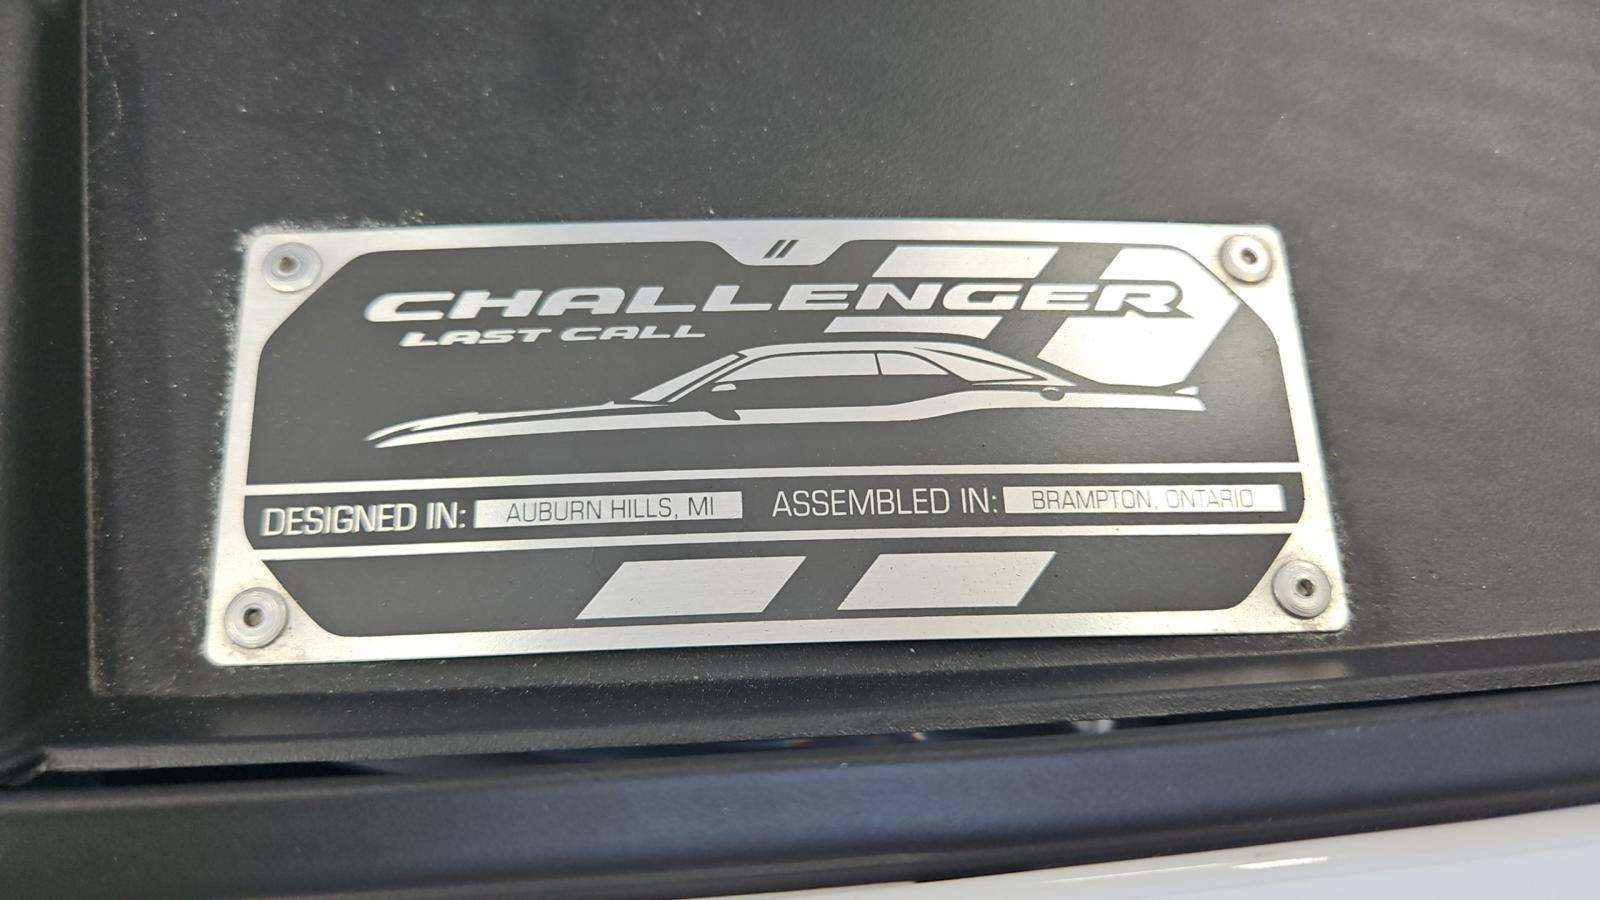 CHALLENGER
LAST CALL
DESIGNED IN: AUBURN HILLS, MI ASSEMBLED IN: BRAMPTON, ONTARIO